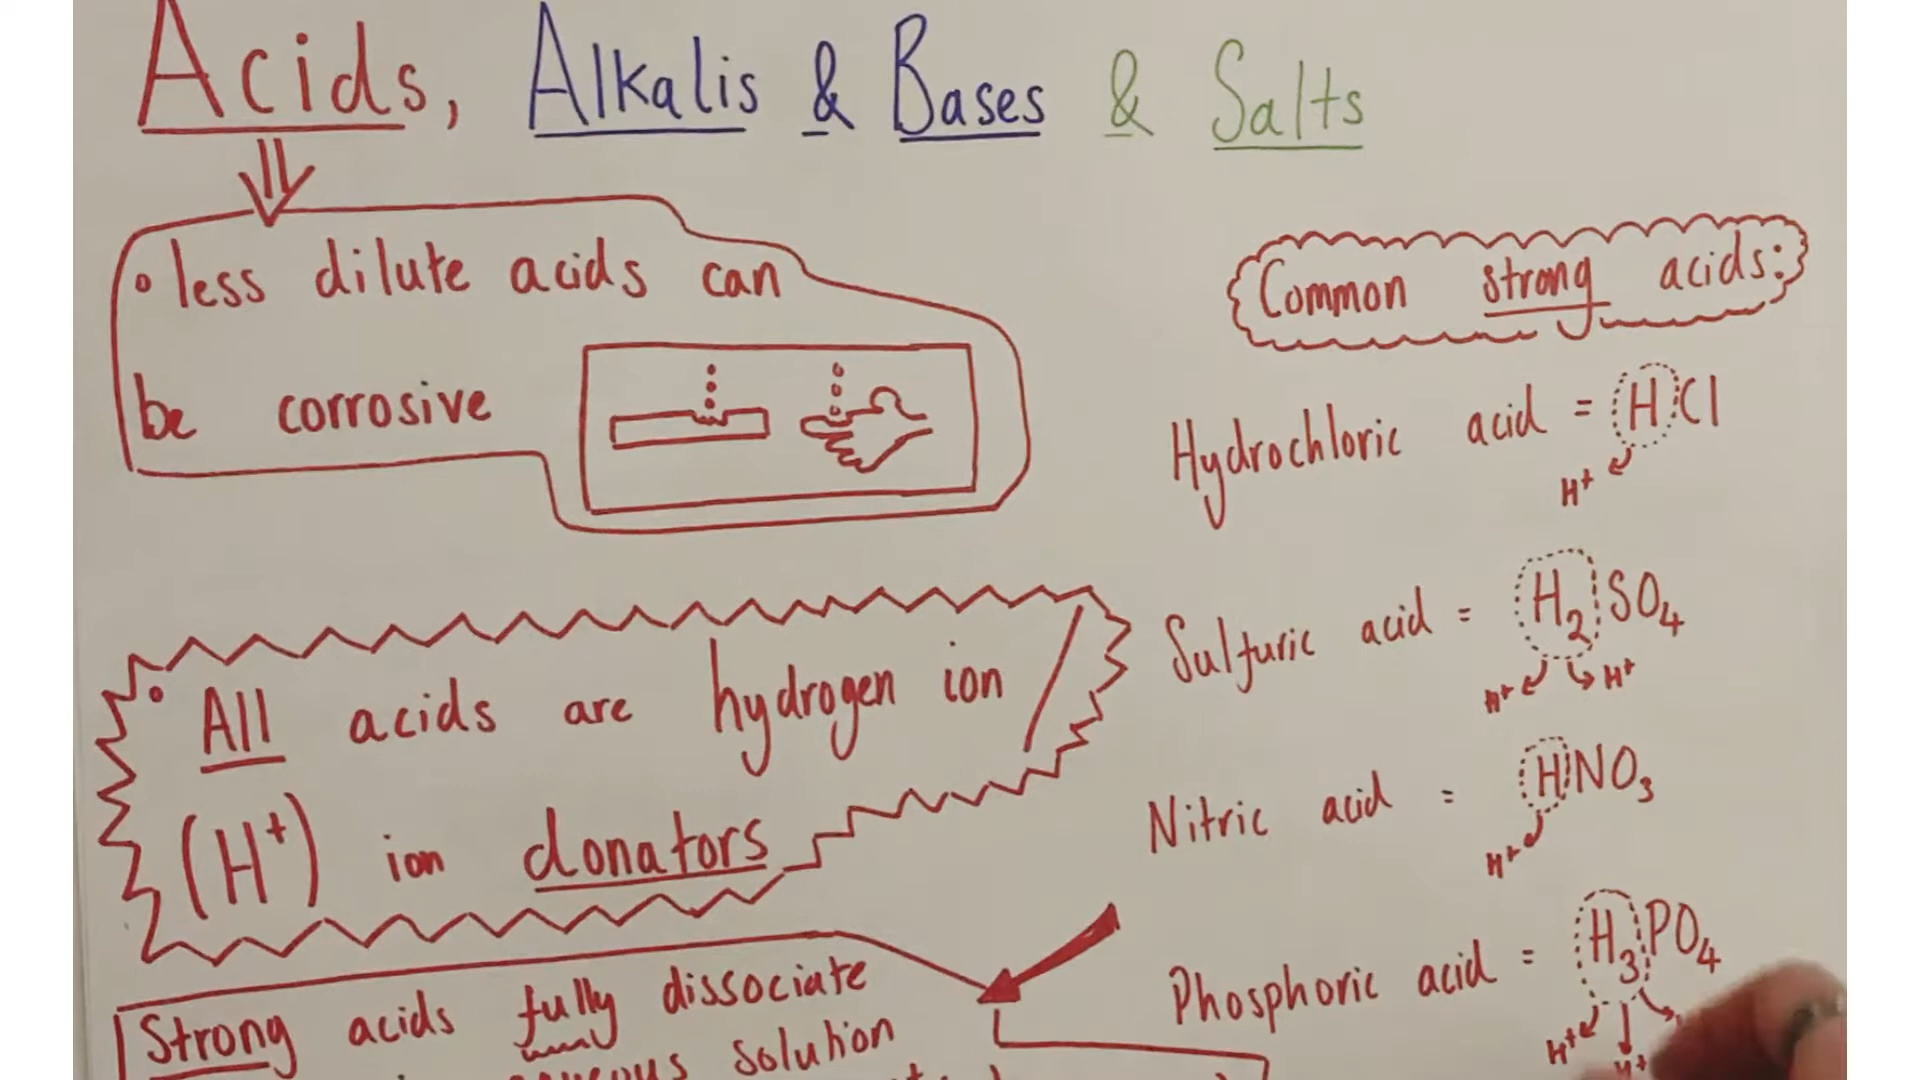 Acids, Alkalis & Bases & Salts
• less dilute acids can
be corrosive
Common strong acids:
Hydrochloric acid = HCl
H+
Sulfuric acid = H2SO4
H+ H+
• All acids are hydrogen ion
(H+) ion donators
Nitric acid = HNO3
H+
Phosphoric acid = H3PO4
H+ H+
Strong acids fully dissociate
solution